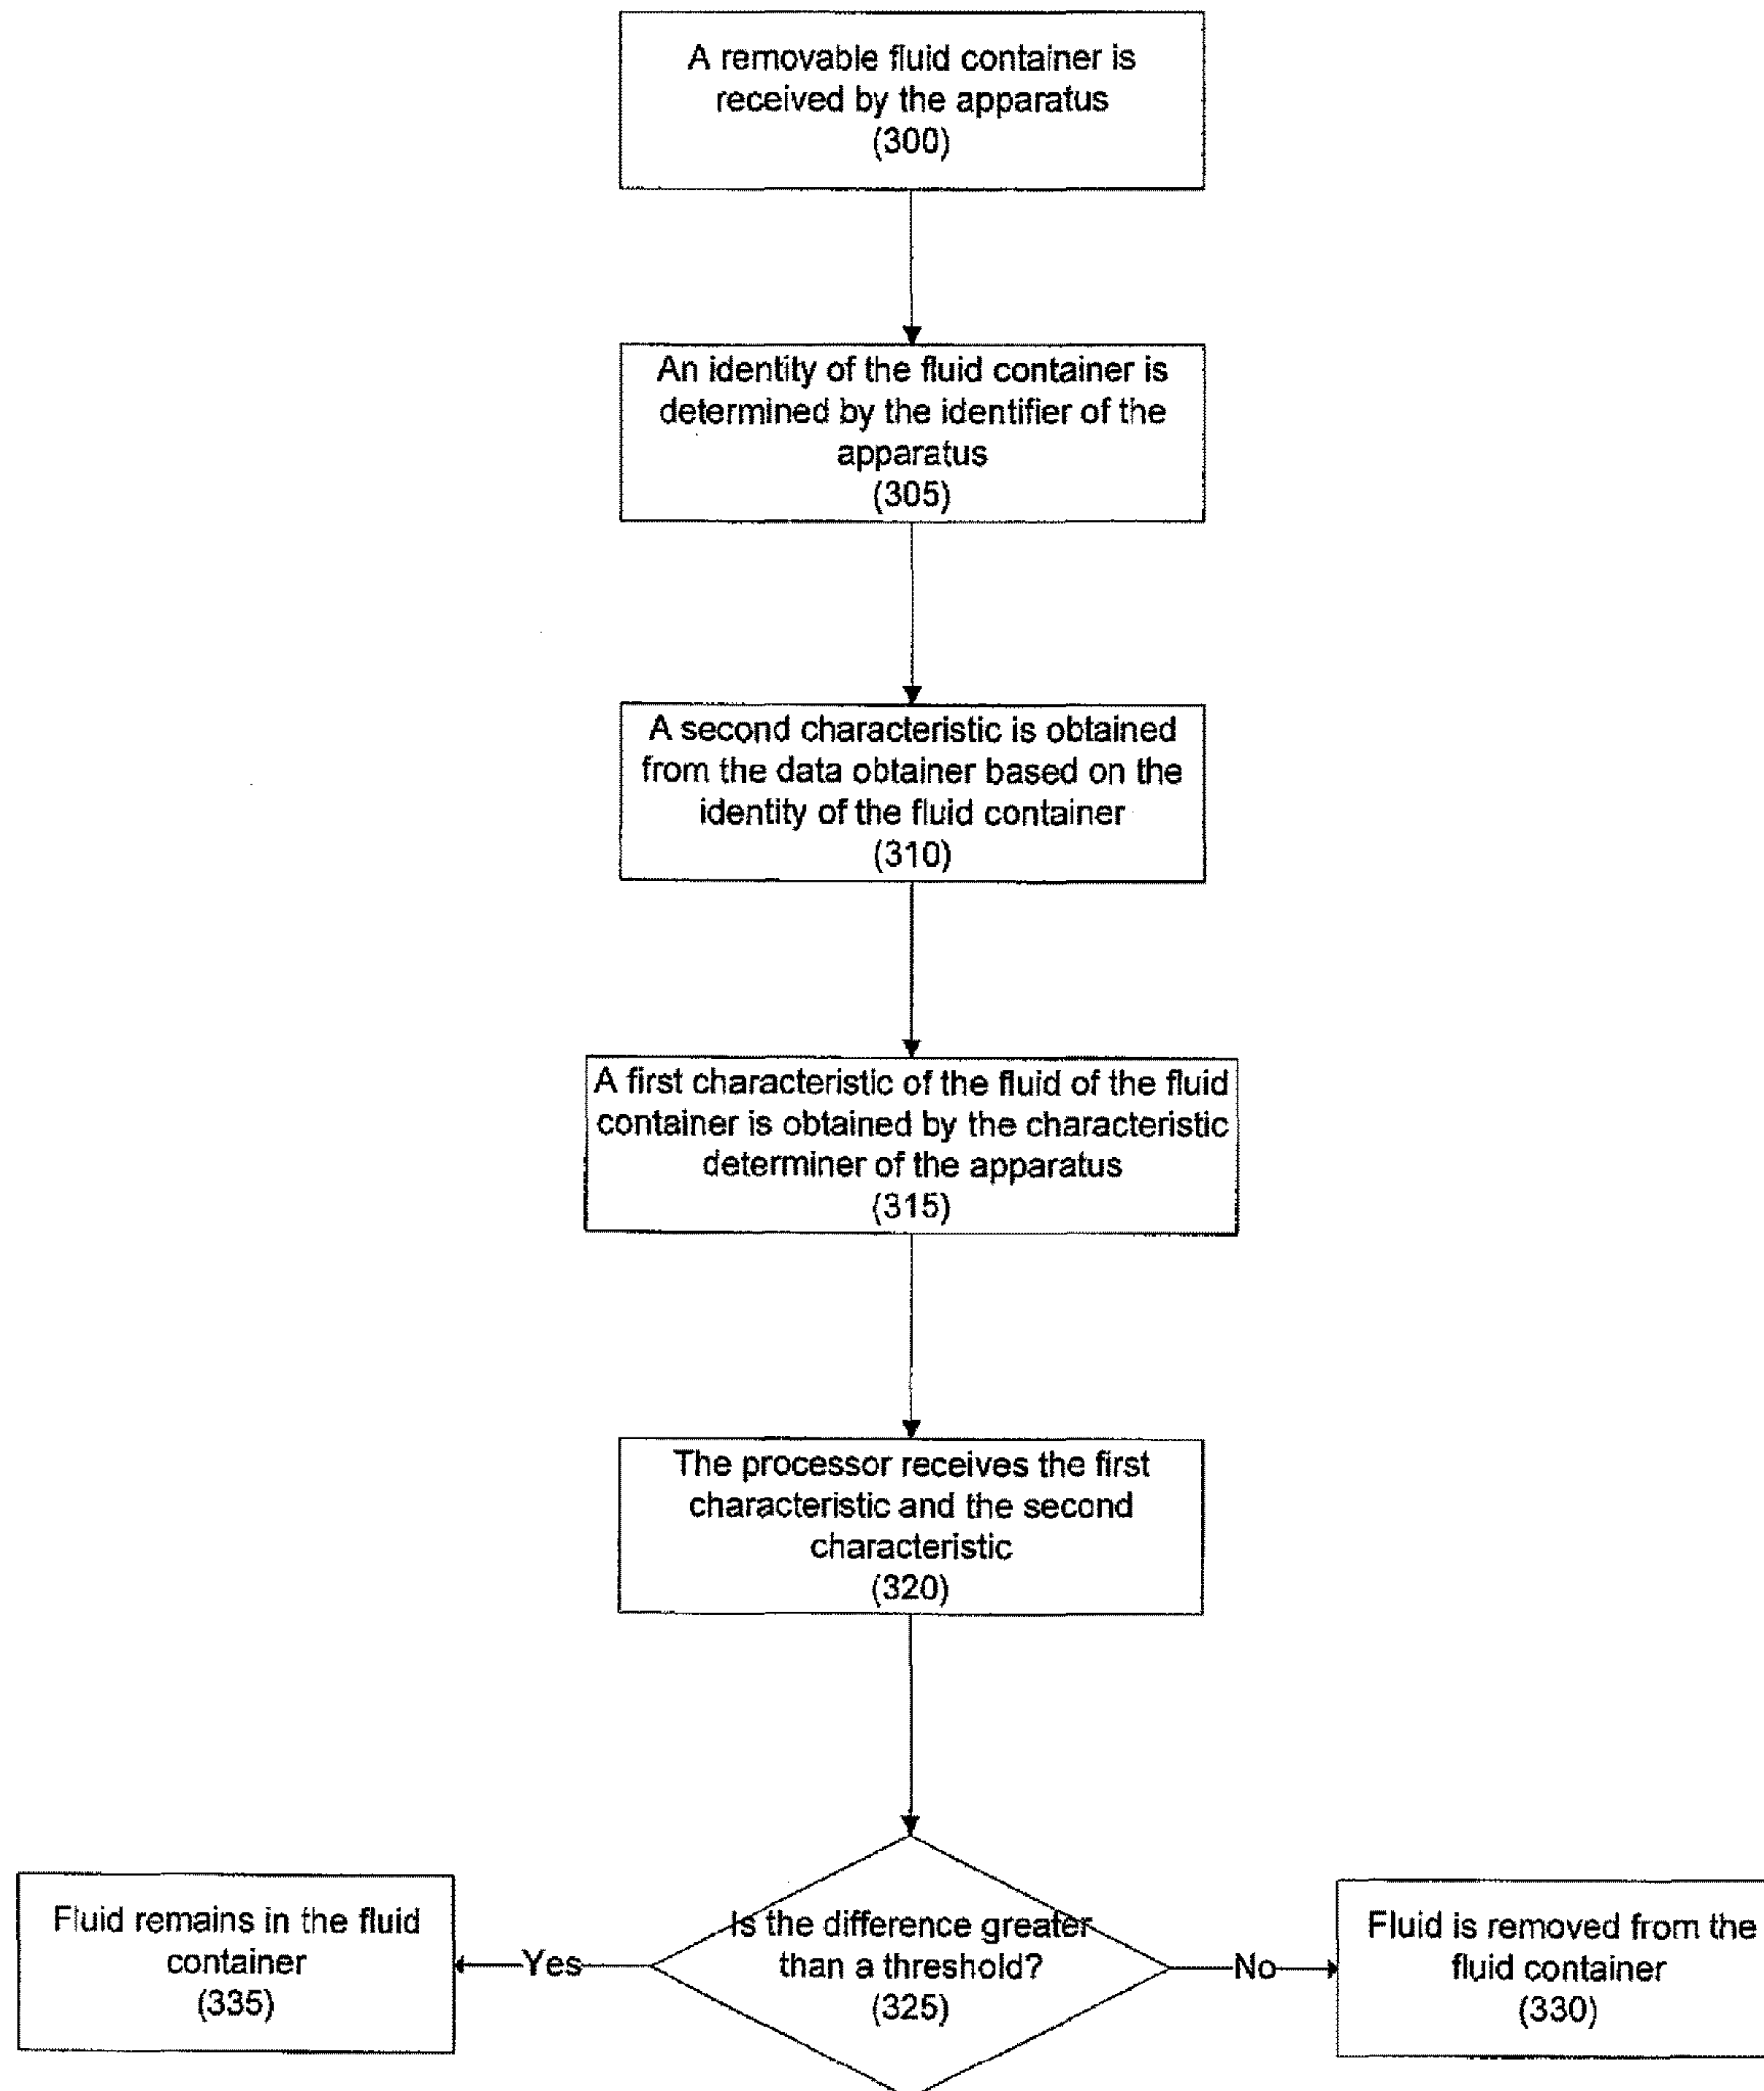 A removable fluid container is
received by the apparatus
(300)
An identity of the fluid container is
determined by the identifier of the
apparatus
(305)
A second characteristic is obtained
from the data obtainer based on the
identity of the fluid container
(310)
A first characteristic of the fluid of the fluid
container is obtained by the characteristic
determiner of the apparatus
(315)
The processor receives the first
characteristic and the second
characteristic
(320)
Fluid remains in the fluid
container
(335)
Yes
Is the difference greater
than a threshold?
(325)
No
Fluid is removed from the
fluid container
(330)